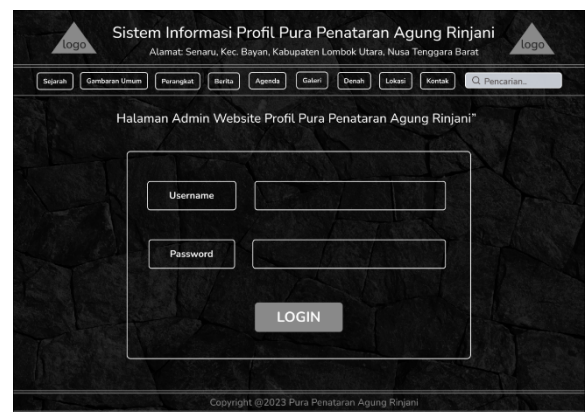 logo
Sistem Informasi Profil Pura Penataran Agung Rinjani
logo
Alamat: Senaru, Kec. Bayan, Kabupaten Lombok Utara, Nusa Tenggara Barat
Sejarah Gambaran Umum Perangkat Berita Agenda Galeri Denah Lokasi Kontak Pencarian..
Halaman Admin Website Profil Pura Penataran Agung Rinjani"
Username
Password
LOGIN
Copyright @2023 Pura Penataran Agung Rinjani